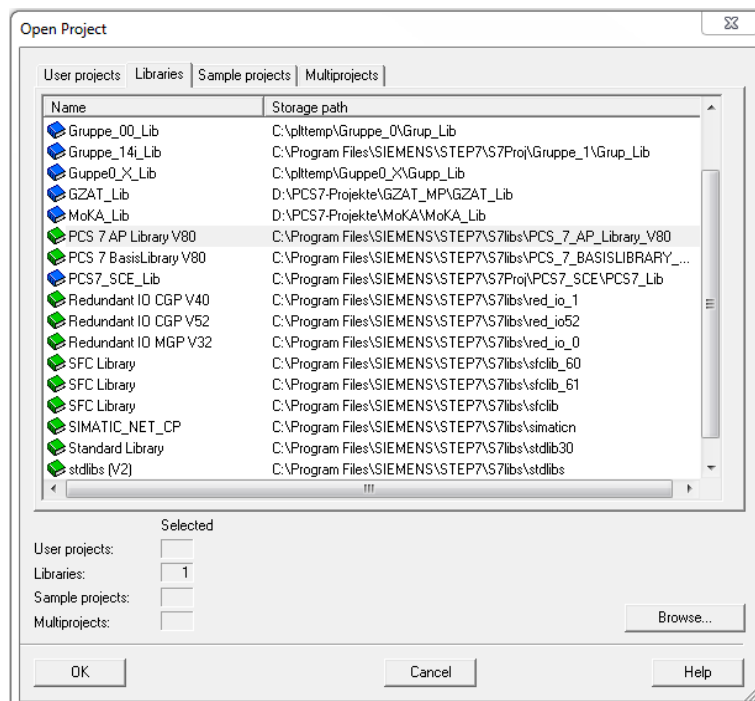 Open Project
User projects Libraries Sample projects Multiprojects
Name Storage path
Gruppe_00_Lib C:\plttemp\Gruppe_0\Grup_Lib
Gruppe_14i_Lib C:\Program Files\SIEMENS\STEP7\S7Proj\Gruppe_1\Grup_Lib
Guppe0_X_Lib C:\plttemp\Guppe0_X\Gupp_Lib
GZAT_Lib D:\PCS7-Projekte\GZAT_MP\GZAT_Lib
MoKA_Lib D:\PCS7-Projekte\MoKA\MoKA_Lib
PCS 7 AP Library V80 C:\Program Files\SIEMENS\STEP7\S7libs\PCS_7_AP_Library_V80
PCS 7 BasisLibrary V80 C:\Program Files\SIEMENS\STEP7\S7libs\PCS_7_BASISLIBRARY_...
PCS7_SCE_Lib C:\Program Files\SIEMENS\STEP7\S7Proj\PCS7_SCE\PCS7_Lib
Redundant IO CGP V40 C:\Program Files\SIEMENS\STEP7\S7libs\red_io_1
Redundant IO CGP V52 C:\Program Files\SIEMENS\STEP7\S7libs\red_io52
Redundant IO MGP V32 C:\Program Files\SIEMENS\STEP7\S7libs\red_io_0
SFC Library C:\Program Files\SIEMENS\STEP7\S7libs\sfclib_60
SFC Library C:\Program Files\SIEMENS\STEP7\S7libs\sfclib_61
SFC Library C:\Program Files\SIEMENS\STEP7\S7libs\sfclib
SIMATIC_NET_CP C:\Program Files\SIEMENS\STEP7\S7libs\simaticn
Standard Library C:\Program Files\SIEMENS\STEP7\S7libs\stdlib30
stdlibs (V2) C:\Program Files\SIEMENS\STEP7\S7libs\stdlibs
Selected
User projects:
Libraries: 1
Sample projects:
Multiprojects:
Browse...
OK Cancel Help